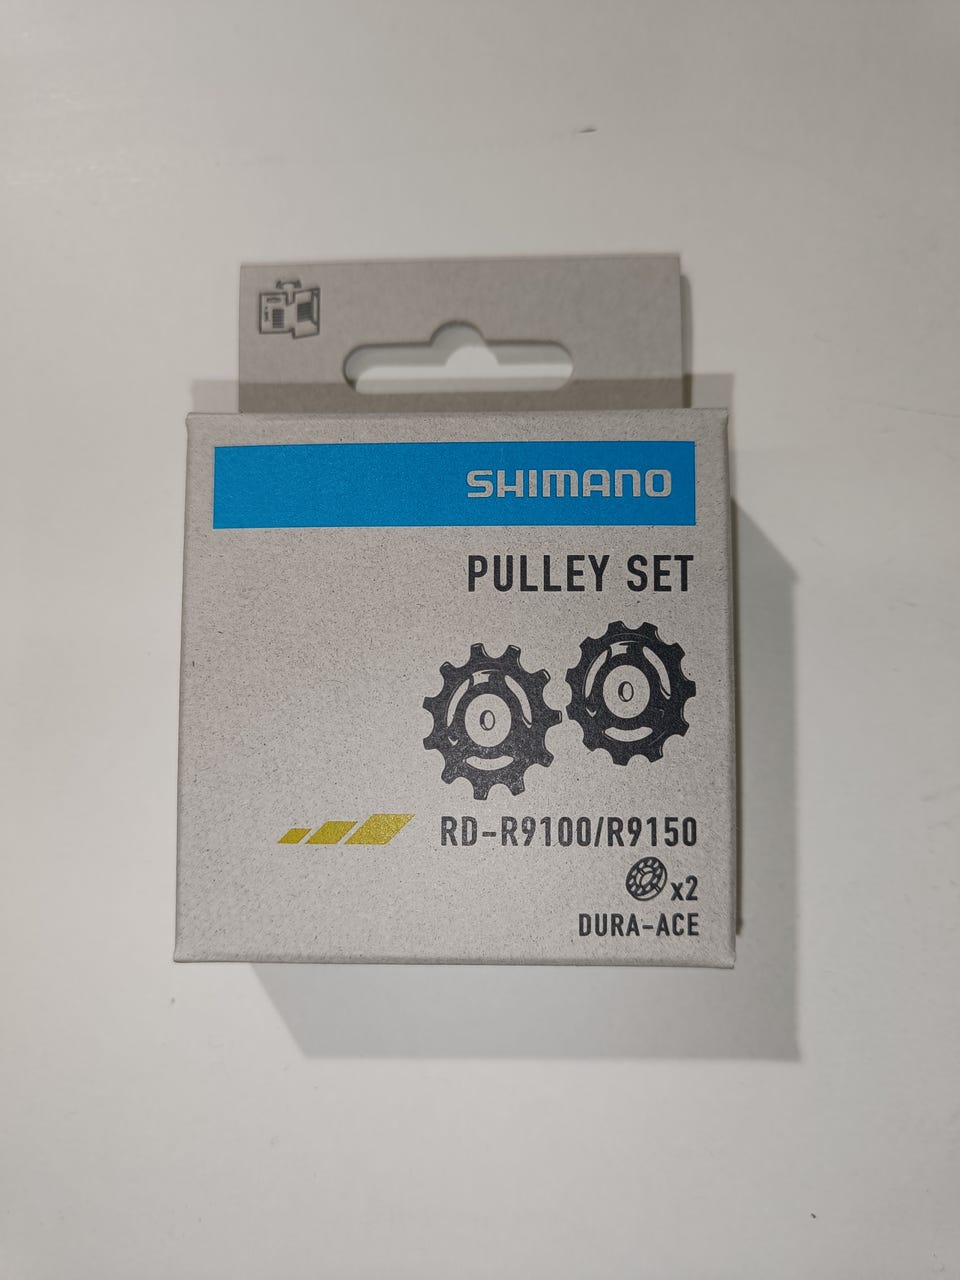 SHIMANO
PULLEY SET
RD-R9100/R9150
x2
DURA-ACE